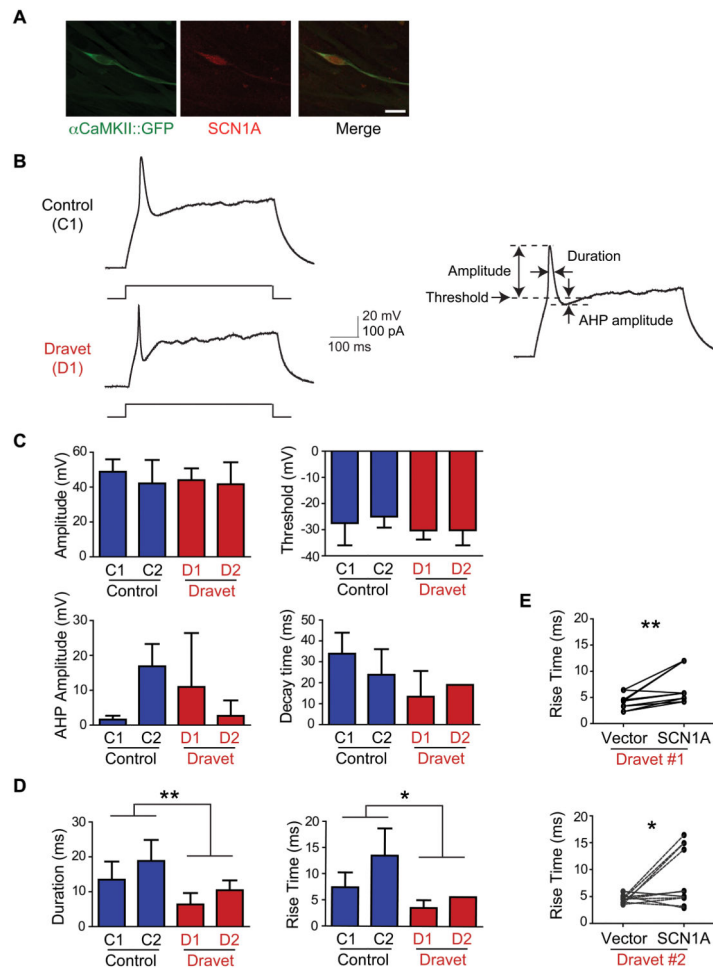 A
αCaMKII::GFP SCN1A Merge
B
Control
(C1)
Dravet
(D1)
20 mV
100 pA
100 ms
Amplitude
Duration
Threshold
AHP amplitude
C
Amplitude (mV)
60
40
20
0
C1 C2 D1 D2
Control Dravet
Threshold (mV)
0
-10
-20
-30
-40
C1 C2 D1 D2
Control Dravet
AHP Amplitude (mV)
30
20
10
0
C1 C2 D1 D2
Control Dravet
Decay time (ms)
50
40
30
20
10
0
C1 C2 D1 D2
Control Dravet
D
Duration (ms)
30
20
10
0
**
C1 C2 D1 D2
Control Dravet
Rise Time (ms)
20
15
10
5
0
*
C1 C2 D1 D2
Control Dravet
E
Rise Time (ms)
20
15
10
5
0
**
Vector SCN1A
Dravet #1
Rise Time (ms)
20
15
10
5
0
*
Vector SCN1A
Dravet #2